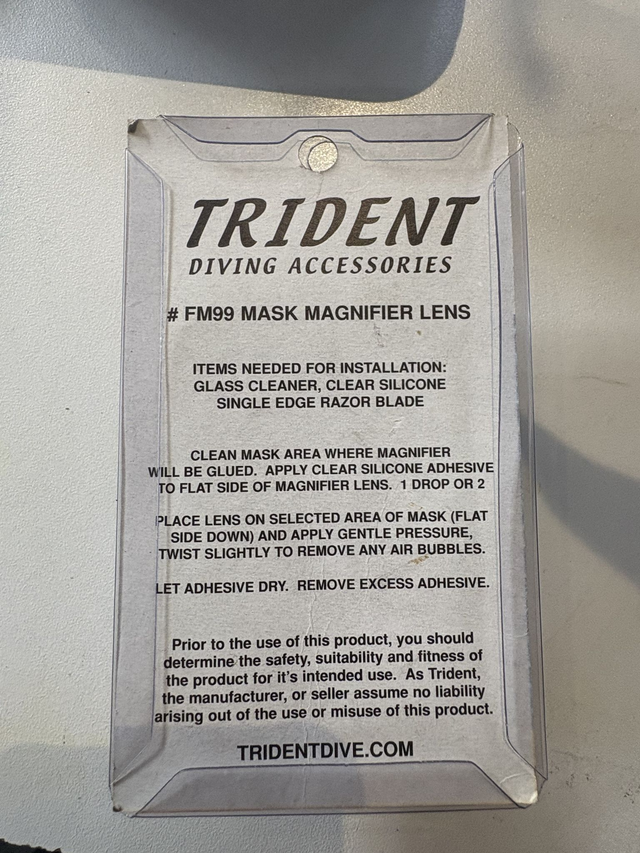 TRIDENT
DIVING ACCESSORIES
# FM99 MASK MAGNIFIER LENS
ITEMS NEEDED FOR INSTALLATION:
GLASS CLEANER, CLEAR SILICONE
SINGLE EDGE RAZOR BLADE
CLEAN MASK AREA WHERE MAGNIFIER
WILL BE GLUED. APPLY CLEAR SILICONE ADHESIVE
TO FLAT SIDE OF MAGNIFIER LENS. 1 DROP OR 2
PLACE LENS ON SELECTED AREA OF MASK (FLAT
SIDE DOWN) AND APPLY GENTLE PRESSURE,
TWIST SLIGHTLY TO REMOVE ANY AIR BUBBLES.
LET ADHESIVE DRY. REMOVE EXCESS ADHESIVE.
Prior to the use of this product, you should
determine the safety, suitability and fitness of
the product for it's intended use. As Trident,
the manufacturer, or seller assume no liability
arising out of the use or misuse of this product.
TRIDENTDIVE.COM